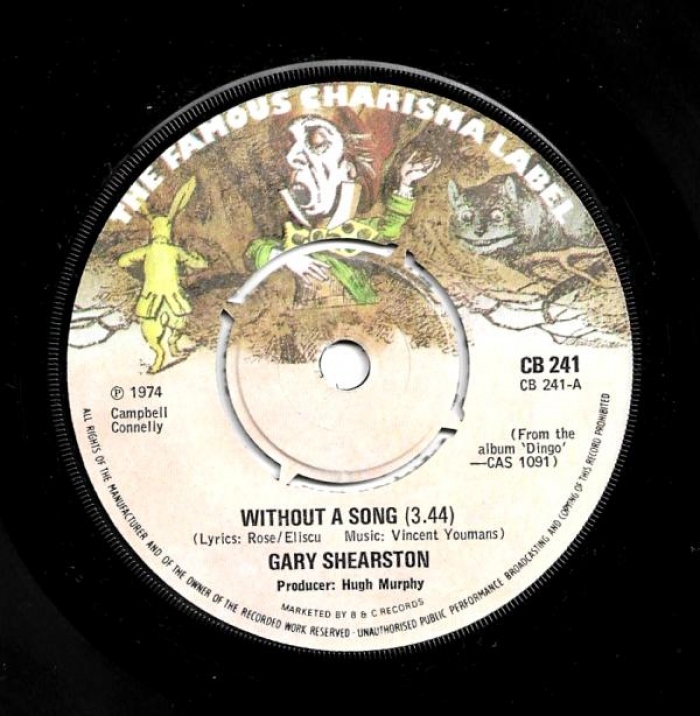 THE FAMOUS CHARISMA LABEL
CB 241
CB 241-A
℗ 1974
Campbell
Connelly
(From the
album 'Dingo'
—CAS 1091)
WITHOUT A SONG (3.44)
(Lyrics: Rose/Eliscu Music: Vincent Youmans)
GARY SHEARSTON
Producer: Hugh Murphy
MARKETED BY B & C RECORDS
ALL RIGHTS OF THE MANUFACTURER AND OF THE OWNER OF THE RECORDED WORK RESERVED · UNAUTHORISED PUBLIC PERFORMANCE BROADCASTING AND COPYING OF THIS RECORD PROHIBITED